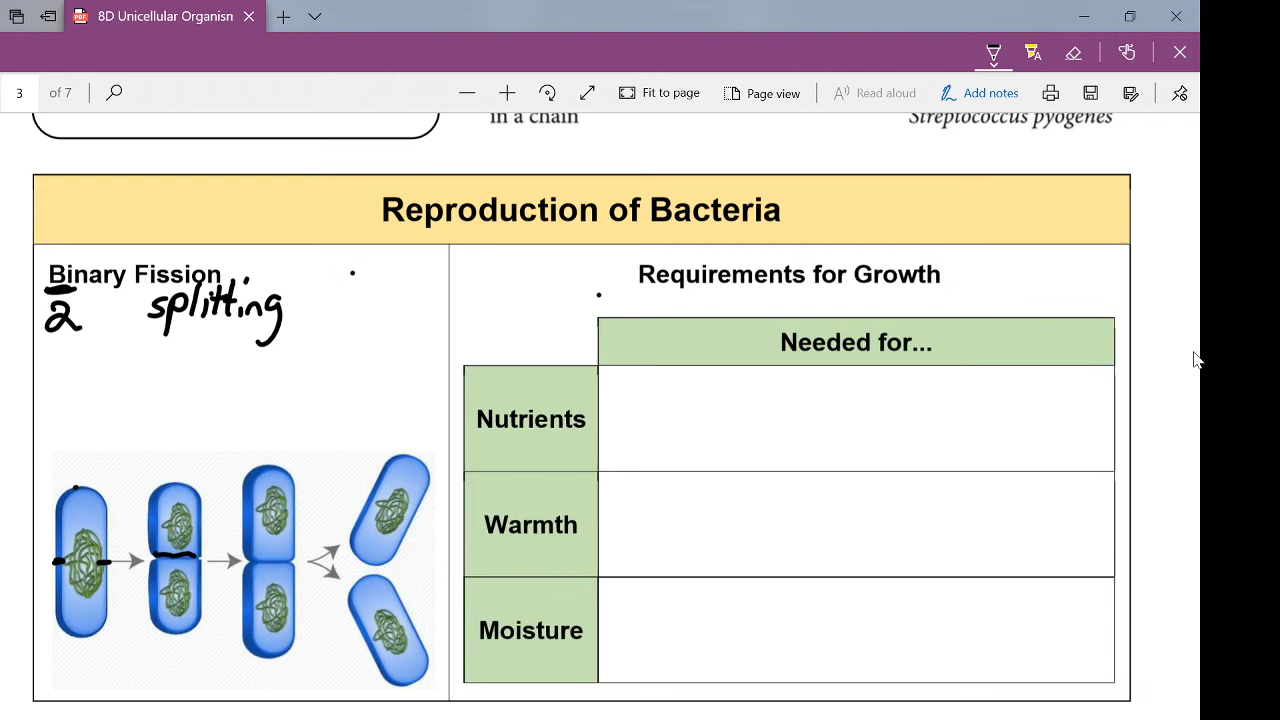 8D Unicellular Organism
3 of 7
Fit to page
Page view
Read aloud
Add notes
in a chain
Streptococcus pyogenes
Reproduction of Bacteria
Binary Fission
2 splitting
Requirements for Growth
Needed for...
Nutrients
Warmth
Moisture